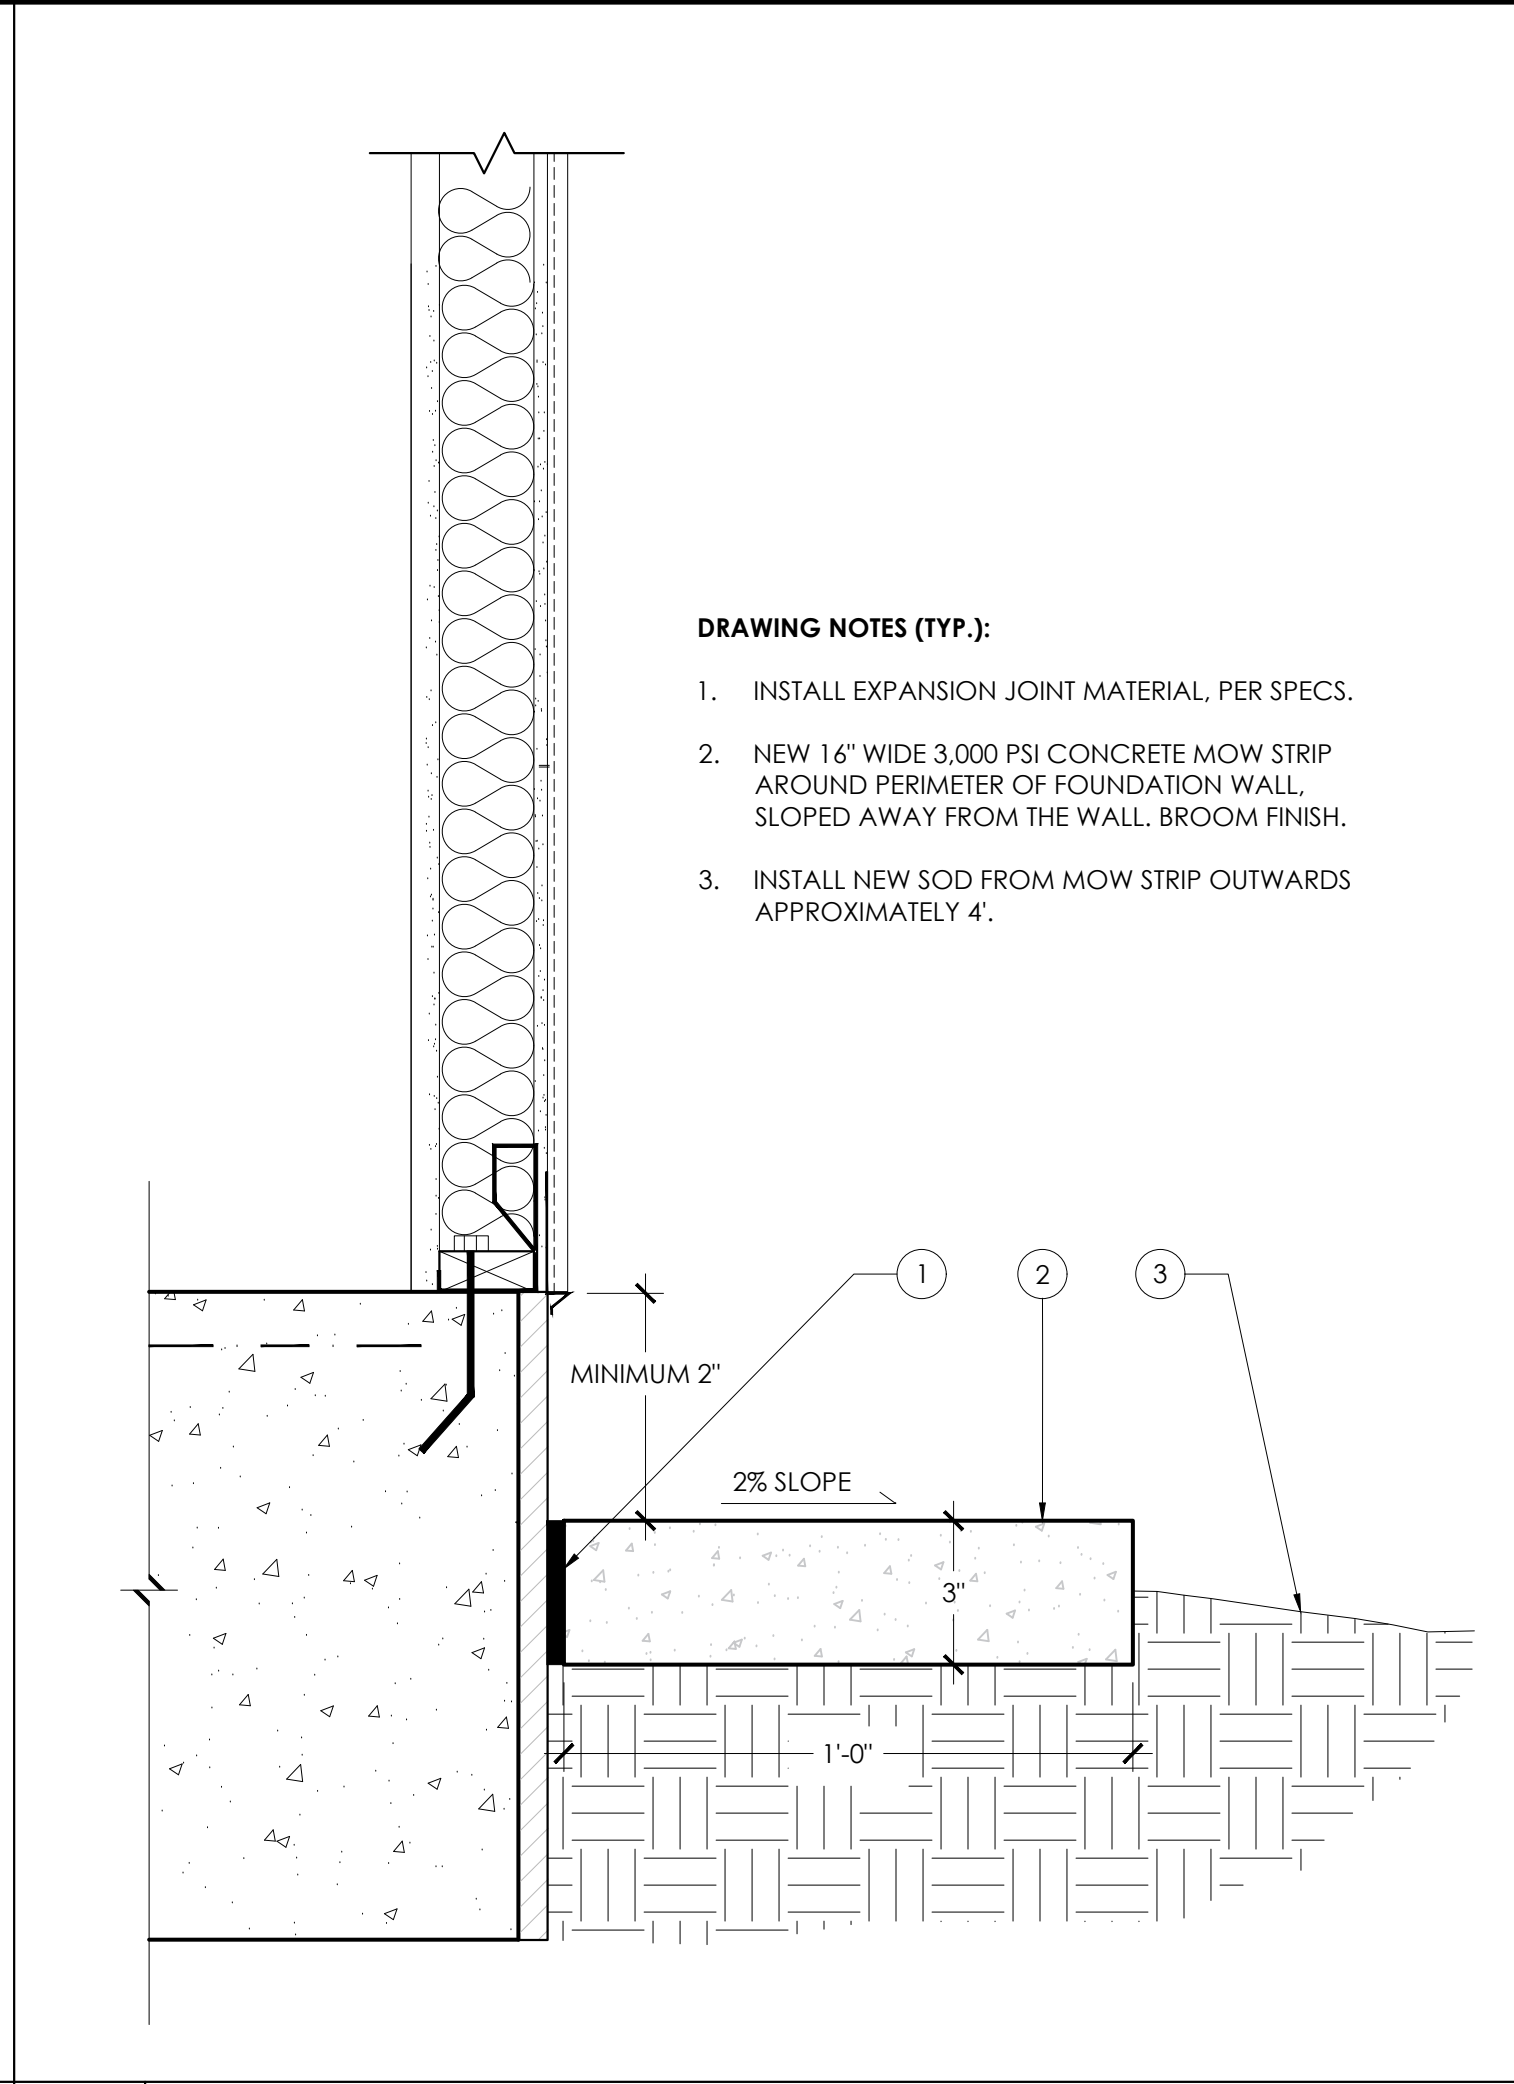 DRAWING NOTES (TYP.):
1. INSTALL EXPANSION JOINT MATERIAL, PER SPECS.
2. NEW 16" WIDE 3,000 PSI CONCRETE MOW STRIP
AROUND PERIMETER OF FOUNDATION WALL,
SLOPED AWAY FROM THE WALL. BROOM FINISH.
3. INSTALL NEW SOD FROM MOW STRIP OUTWARDS
APPROXIMATELY 4'.
1
2
3
MINIMUM 2"
2% SLOPE
3"
1'-0"